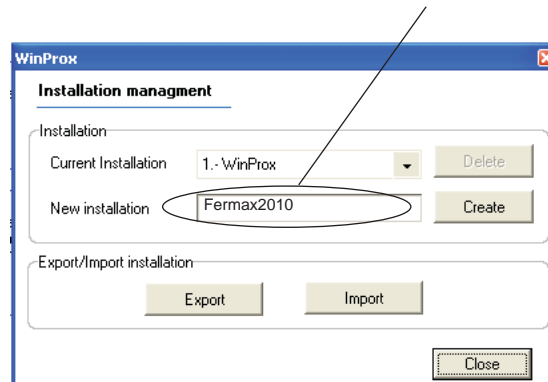 WinProx
Installation managment
Installation
Current Installation 1.- WinProx Delete
New installation Fermax2010 Create
Export/Import installation
Export Import
Close